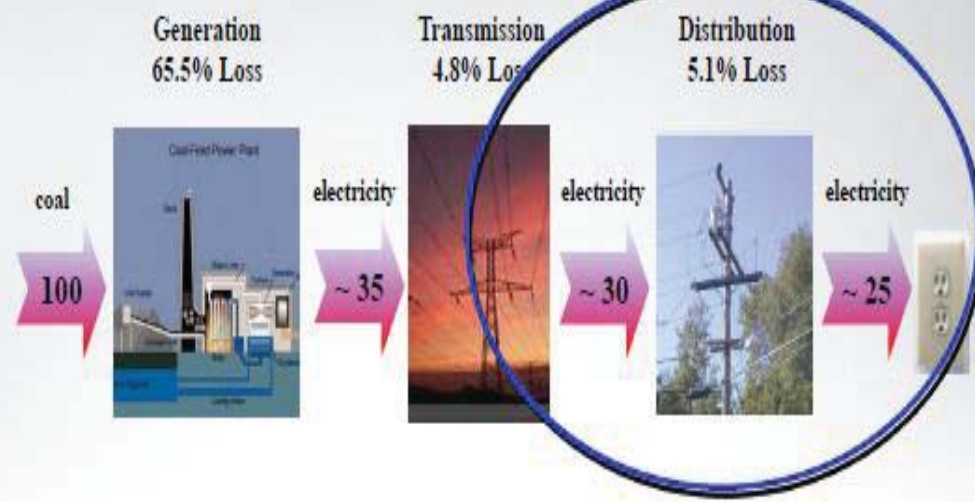 Generation
65.5% Loss
Transmission
4.8% Loss
Distribution
5.1% Loss
Coal-Fired Power Plant
coal
100
electricity
~ 35
electricity
~ 30
electricity
~ 25